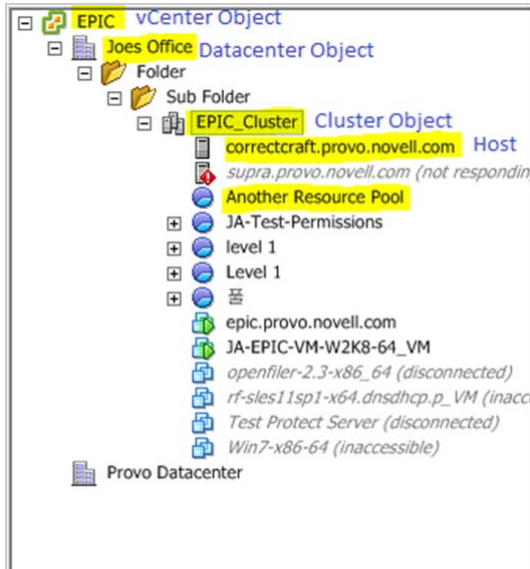 EPIC vCenter Object
Joes Office Datacenter Object
Folder
Sub Folder
EPIC_Cluster Cluster Object
correctcraft.provo.novell.com Host
supra.provo.novell.com (not respondin
Another Resource Pool
JA-Test-Permissions
level 1
Level 1
풀
epic.provo.novell.com
JA-EPIC-VM-W2K8-64_VM
openfiler-2.3-x86_64 (disconnected)
rf-sles11sp1-x64.dnsdhcp.p_VM (inacc
Test Protect Server (disconnected)
Win7-x86-64 (inaccessible)
Provo Datacenter